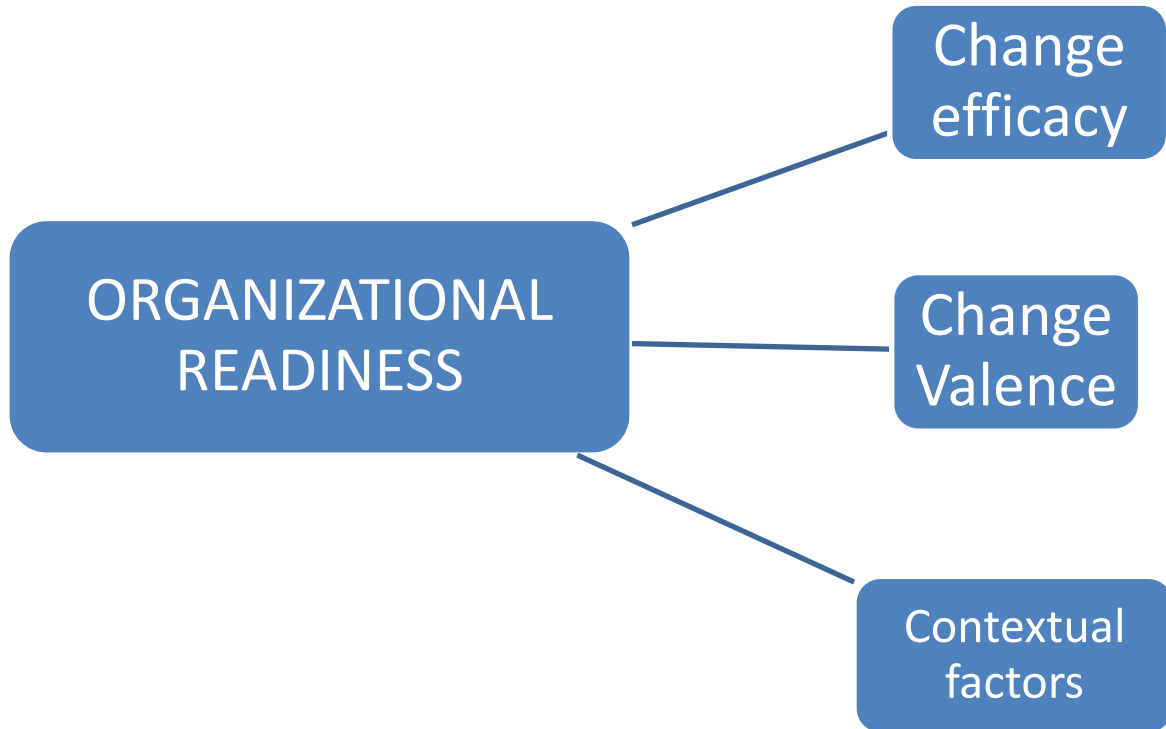 Change
efficacy
ORGANIZATIONAL
READINESS
Change
Valence
Contextual
factors